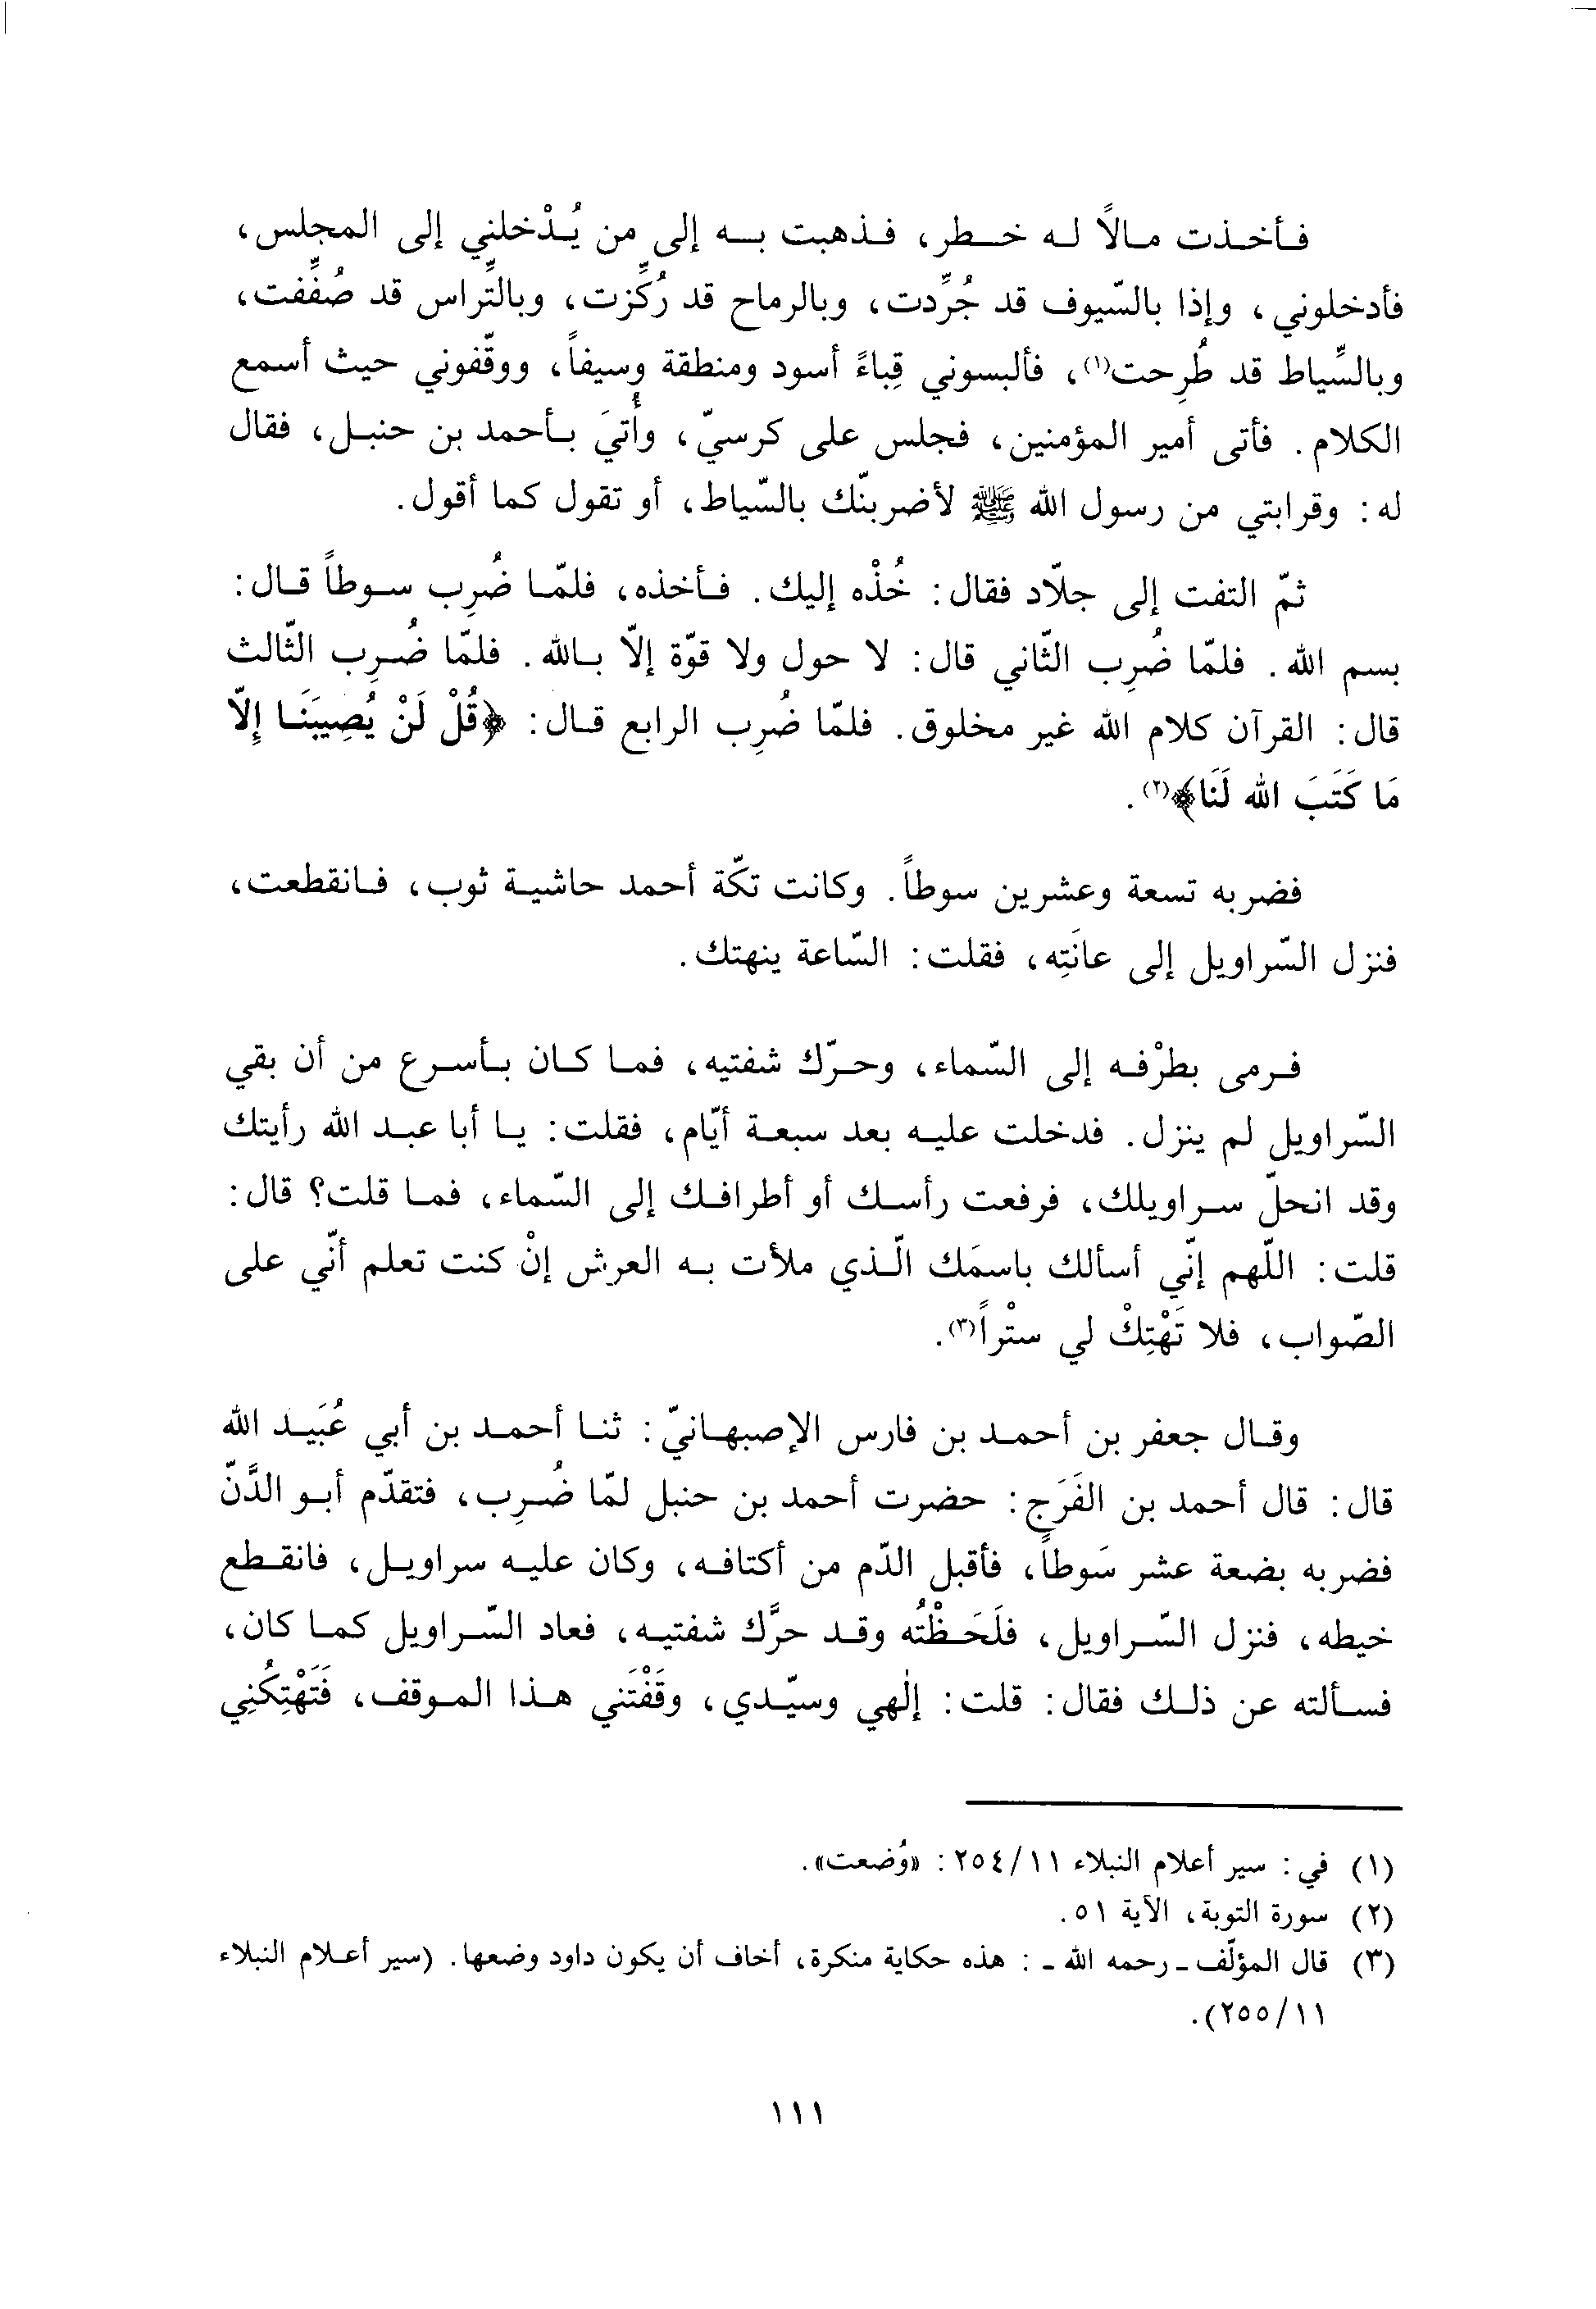 فأخذت مالاً له خطر، فذهبت به إلى من يُدْخلني إلى المجلس،
فأدخلوني، وإذا بالسّيوف قد جُرِّدت، وبالرماح قد رُكِّزت، وبالتِّراس قد صُفِّفت،
وبالسِّياط قد طُرِحت(١)، فألبسوني قِباءً أسود ومنطقة وسيفاً، ووقّفوني حيث أسمع
الكلام. فأتى أمير المؤمنين، فجلس على كرسيّ، وأُتيَ بأحمد بن حنبل، فقال
له: وقرابتي من رسول الله ﷺ لأضربنّك بالسّياط، أو تقول كما أقول.
ثمّ التفت إلى جلّاد فقال: خُذْه إليك. فأخذه، فلمّا ضُرِب سوطاً قال:
بسم الله. فلمّا ضُرِب الثّاني قال: لا حول ولا قوّة إلاّ بالله. فلمّا ضُرِب الثّالث
قال: القرآن كلام الله غير مخلوق. فلمّا ضُرِب الرابع قال: ﴿قُلْ لَنْ يُصِيبَنَا إِلاّ
مَا كَتَبَ الله لَنَا﴾(٢).
فضربه تسعة وعشرين سوطاً. وكانت تكّة أحمد حاشية ثوب، فانقطعت،
فنزل السّراويل إلى عانَتِه، فقلت: السّاعة ينهتك.
فرمى بطرْفه إلى السّماء، وحرّك شفتيه، فما كان بأسرع من أن بقي
السّراويل لم ينزل. فدخلت عليه بعد سبعة أيّام، فقلت: يا أبا عبد الله رأيتك
وقد انحلّ سراويلك، فرفعت رأسك أو أطرافك إلى السّماء، فما قلت؟ قال:
قلت: اللّهم إنّي أسألك باسمَك الّذي ملأت به العرش إنْ كنت تعلم أنّي على
الصّواب، فلا تَهْتِكْ لي ستْراً(٣).
وقال جعفر بن أحمد بن فارس الإصبهانيّ: ثنا أحمد بن أبي عُبَيد الله
قال: قال أحمد بن الفَرَج: حضرت أحمد بن حنبل لمّا ضُرِب، فتقدّم أبو الدَّنّ
فضربه بضعة عشر سَوطاً، فأقبل الدّم من أكتافه، وكان عليه سراويل، فانقطع
خيطه، فنزل السّراويل، فلَحَظْتُه وقد حرَّك شفتيه، فعاد السّراويل كما كان،
فسألته عن ذلك فقال: قلت: إلٰهي وسيّدي، وقَفْتَني هذا الموقف، فَتَهْتِكُنِي
(١) في: سير أعلام النبلاء ١١/٢٥٤: «وُضعت».
(٢) سورة التوبة، الآية ٥١.
(٣) قال المؤلّف - رحمه الله -: هذه حكاية منكرة، أخاف أن يكون داود وضعها. (سير أعلام النبلاء
١١/٢٥٥).
١١١